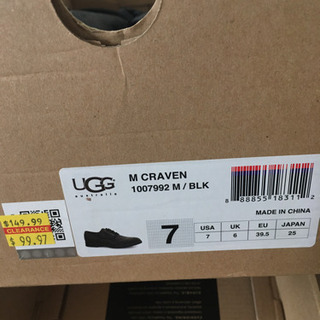 UGG
australia
M CRAVEN
1007992 M / BLK
8 88855 18311 2
MADE IN CHINA
$149.99
CLEARANCE
$ 99.97
7
USA UK EU JAPAN
7 6 39.5 25